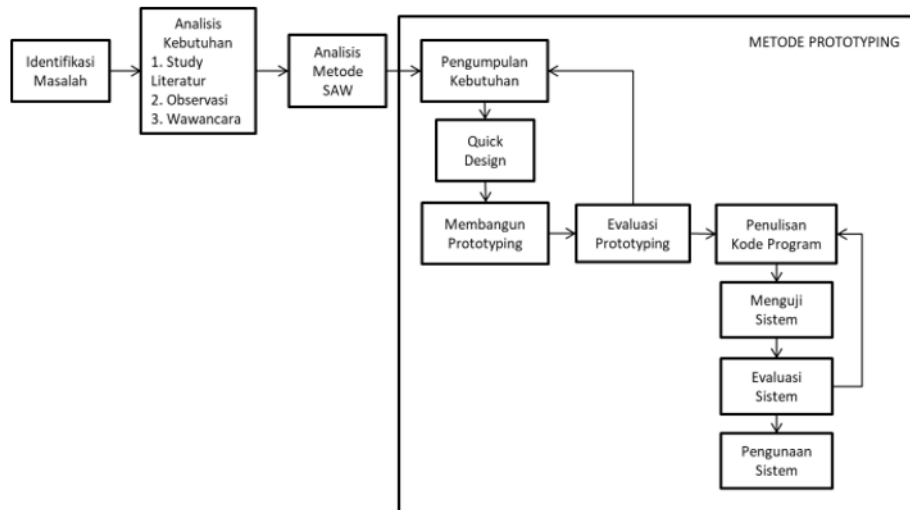 Identifikasi
Masalah
Analisis
Kebutuhan
1. Study
Literatur
2. Observasi
3. Wawancara
Analisis
Metode
SAW
METODE PROTOTYPING
Pengumpulan
Kebutuhan
Quick
Design
Membangun
Prototyping
Evaluasi
Prototyping
Penulisan
Kode Program
Menguji
Sistem
Evaluasi
Sistem
Pengunaan
Sistem